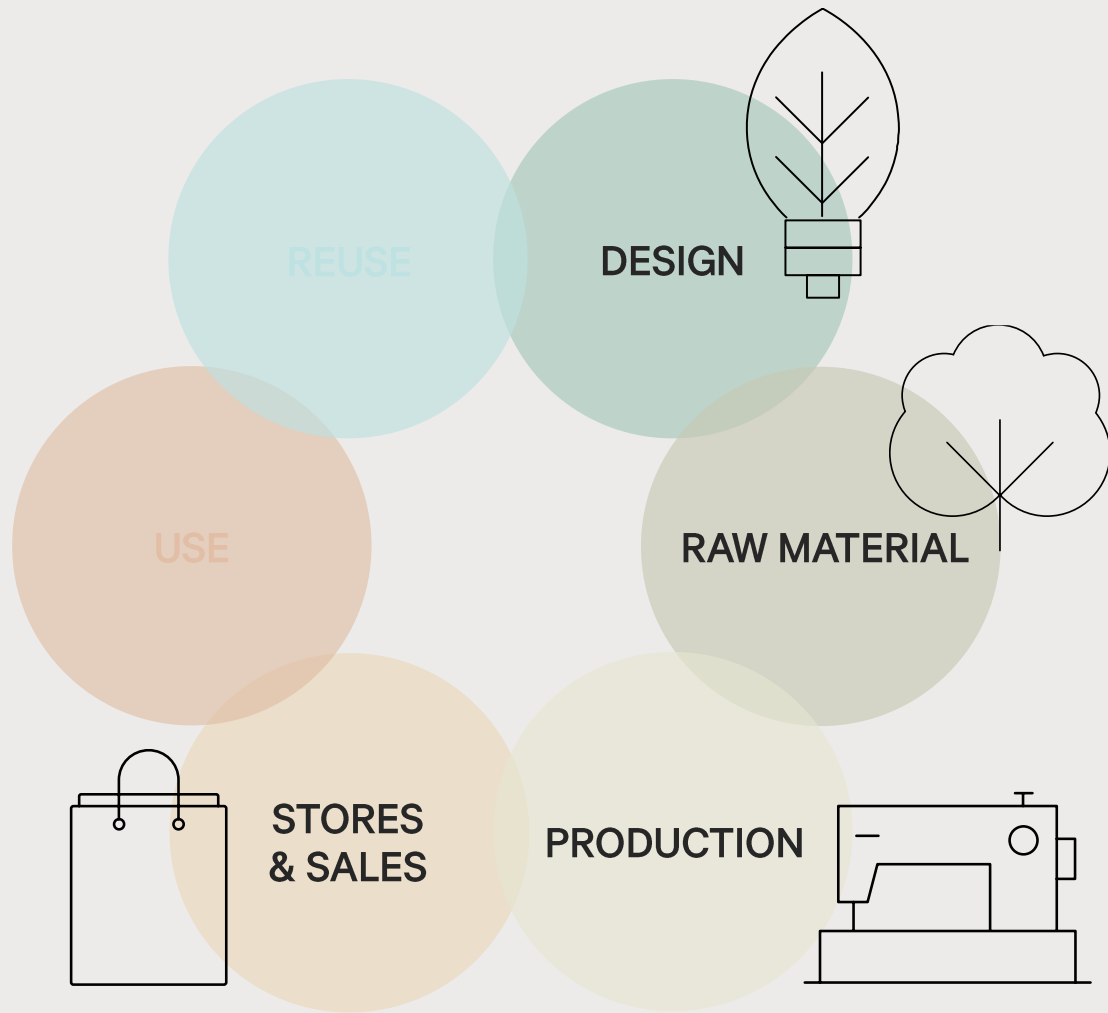 REUSE
DESIGN
USE
RAW MATERIAL
STORES
& SALES
PRODUCTION